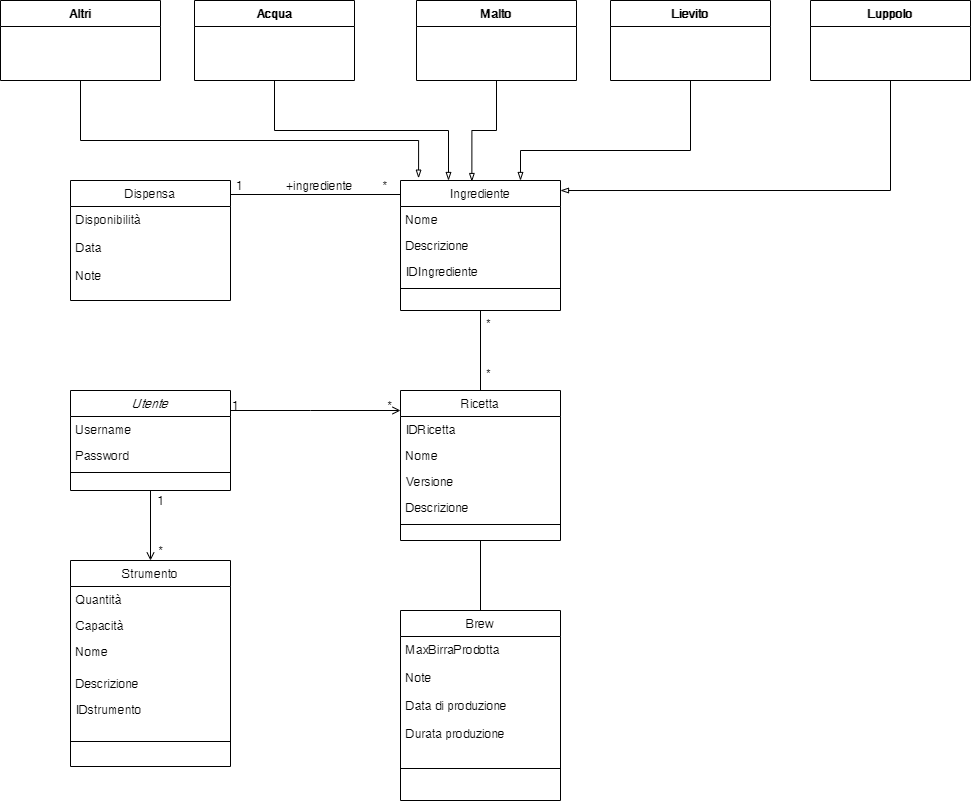 Altri
Acqua
Malto
Lievito
Luppolo
Dispensa
Disponibilità
Data
Note
1
+ingrediente
*
Ingrediente
Nome
Descrizione
IDIngrediente
*
*
Utente
Username
Password
1
*
Ricetta
IDRicetta
Nome
Versione
Descrizione
1
*
Strumento
Quantità
Capacità
Nome
Descrizione
IDstrumento
Brew
MaxBirraProdotta
Note
Data di produzione
Durata produzione